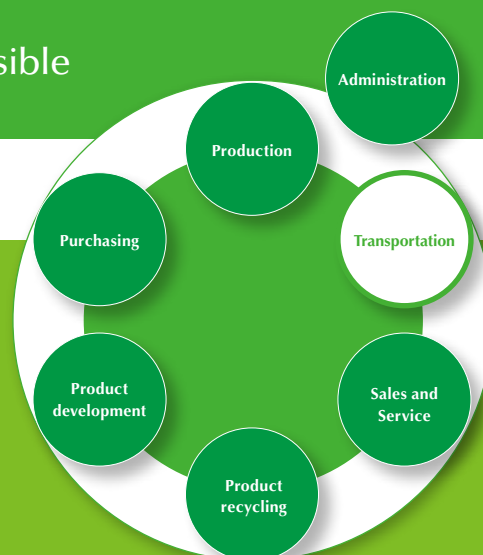 sible
Administration
Production
Purchasing
Transportation
Product
development
Sales and
Service
Product
recycling